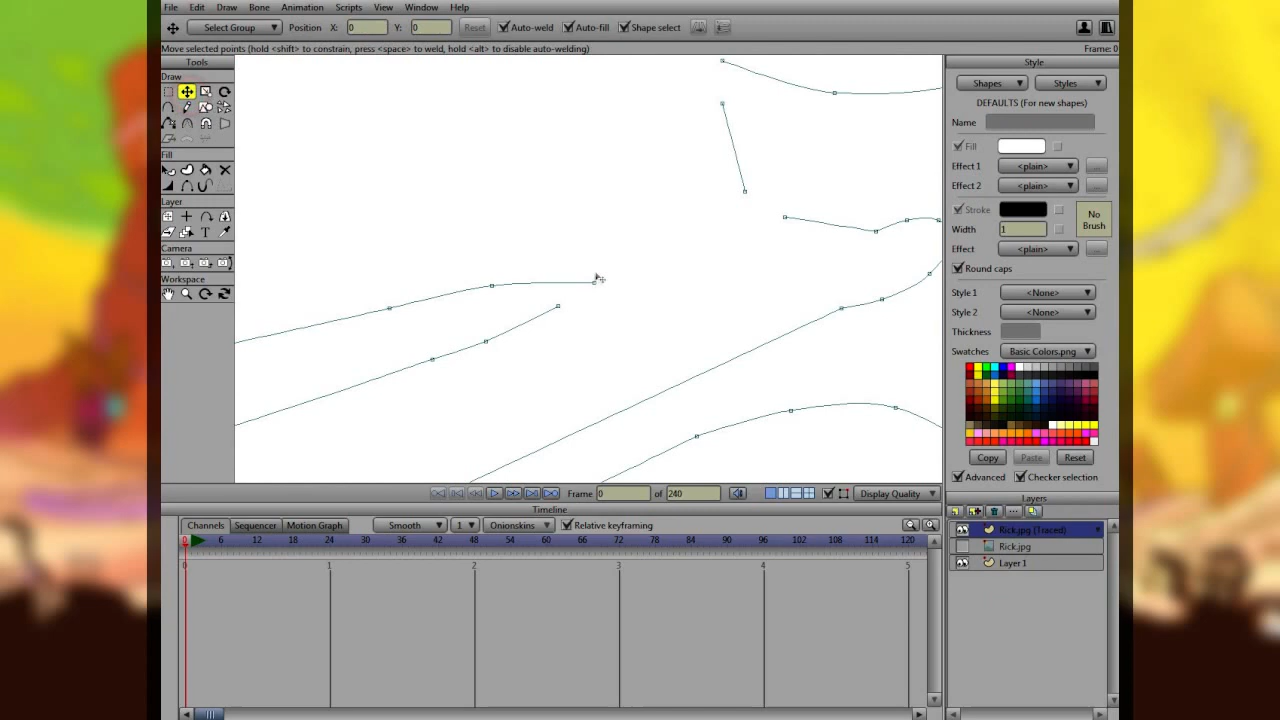 File Edit Draw Bone Animation Scripts View Window Help
Select Group Position X: 0 Y: 0 Reset Auto-weld Auto-fill Shape select
Move selected points (hold <shift> to constrain, press <space> to weld, hold <alt> to disable auto-welding) Frame: 0
Tools
Draw
Fill
Layer
Camera
Workspace
Style
Shapes Styles
DEFAULTS (For new shapes)
Name
Fill
Effect 1 <plain> ...
Effect 2 <plain> ...
Stroke
No Brush
Width 1
Effect <plain> ...
Round caps
Style 1 <None>
Style 2 <None>
Thickness
Swatches Basic Colors.png
Copy Paste Reset
Advanced Checker selection
Frame 0 of 240 Display Quality
Layers
Rick.jpg (Traced)
Rick.jpg
Layer 1
Timeline
Channels Sequencer Motion Graph Smooth 1 Onionskins Relative keyframing
0 6 12 18 24 30 36 42 48 54 60 66 72 78 84 90 96 102 108 114 120
0 1 2 3 4 5